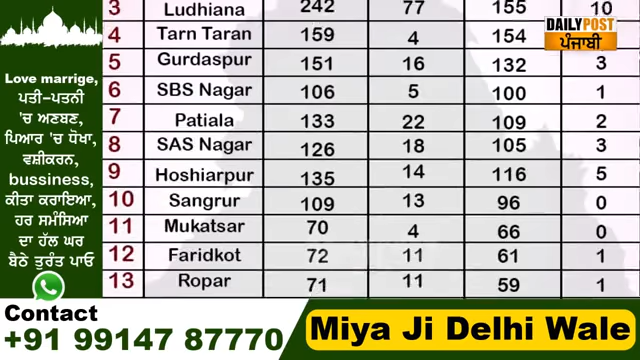 3 Ludhiana 242 77 155 10
4 Tarn Taran 159 4 154
5 Gurdaspur 151 16 132 3
6 SBS Nagar 106 5 100 1
7 Patiala 133 22 109 2
8 SAS Nagar 126 18 105 3
9 Hoshiarpur 135 14 116 5
10 Sangrur 109 13 96 0
11 Mukatsar 70 4 66 0
12 Faridkot 72 11 61 1
13 Ropar 71 11 59 1
DAILY POST
ਪੰਜਾਬੀ
Love marrige,
ਪਤੀ-ਪਤਨੀ
'ਚ ਅਣਬਣ,
ਪਿਆਰ 'ਚ ਧੋਖਾ,
ਵਸ਼ੀਕਰਨ,
bussiness,
ਕੀਤਾ ਕਰਾਇਆ,
ਹਰ ਸਮੱਸਿਆ
ਦਾ ਹੱਲ ਘਰ
ਬੈਠੇ ਤੁਰੰਤ ਪਾਓ
Contact
+91 99147 87770
Miya Ji Delhi Wale